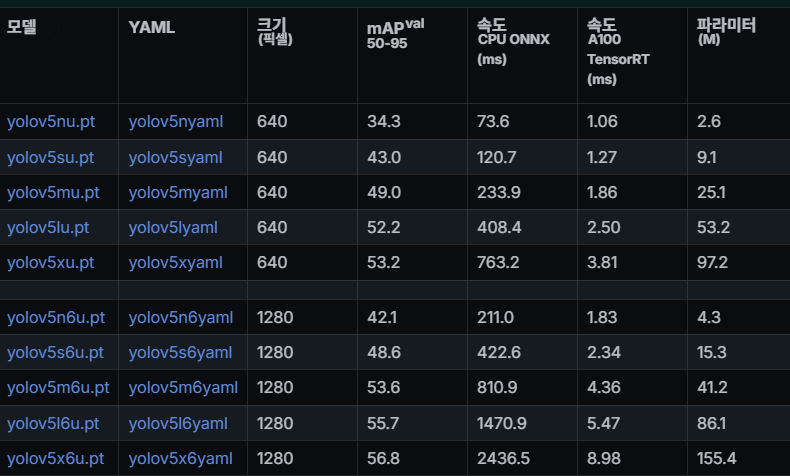 모델 YAML 크기 (픽셀) mAPval 50-95 속도 CPU ONNX (ms) 속도 A100 TensorRT (ms) 파라미터 (M)
yolov5nu.pt yolov5nyaml 640 34.3 73.6 1.06 2.6
yolov5su.pt yolov5syaml 640 43.0 120.7 1.27 9.1
yolov5mu.pt yolov5myaml 640 49.0 233.9 1.86 25.1
yolov5lu.pt yolov5lyaml 640 52.2 408.4 2.50 53.2
yolov5xu.pt yolov5xyaml 640 53.2 763.2 3.81 97.2
yolov5n6u.pt yolov5n6yaml 1280 42.1 211.0 1.83 4.3
yolov5s6u.pt yolov5s6yaml 1280 48.6 422.6 2.34 15.3
yolov5m6u.pt yolov5m6yaml 1280 53.6 810.9 4.36 41.2
yolov5l6u.pt yolov5l6yaml 1280 55.7 1470.9 5.47 86.1
yolov5x6u.pt yolov5x6yaml 1280 56.8 2436.5 8.98 155.4